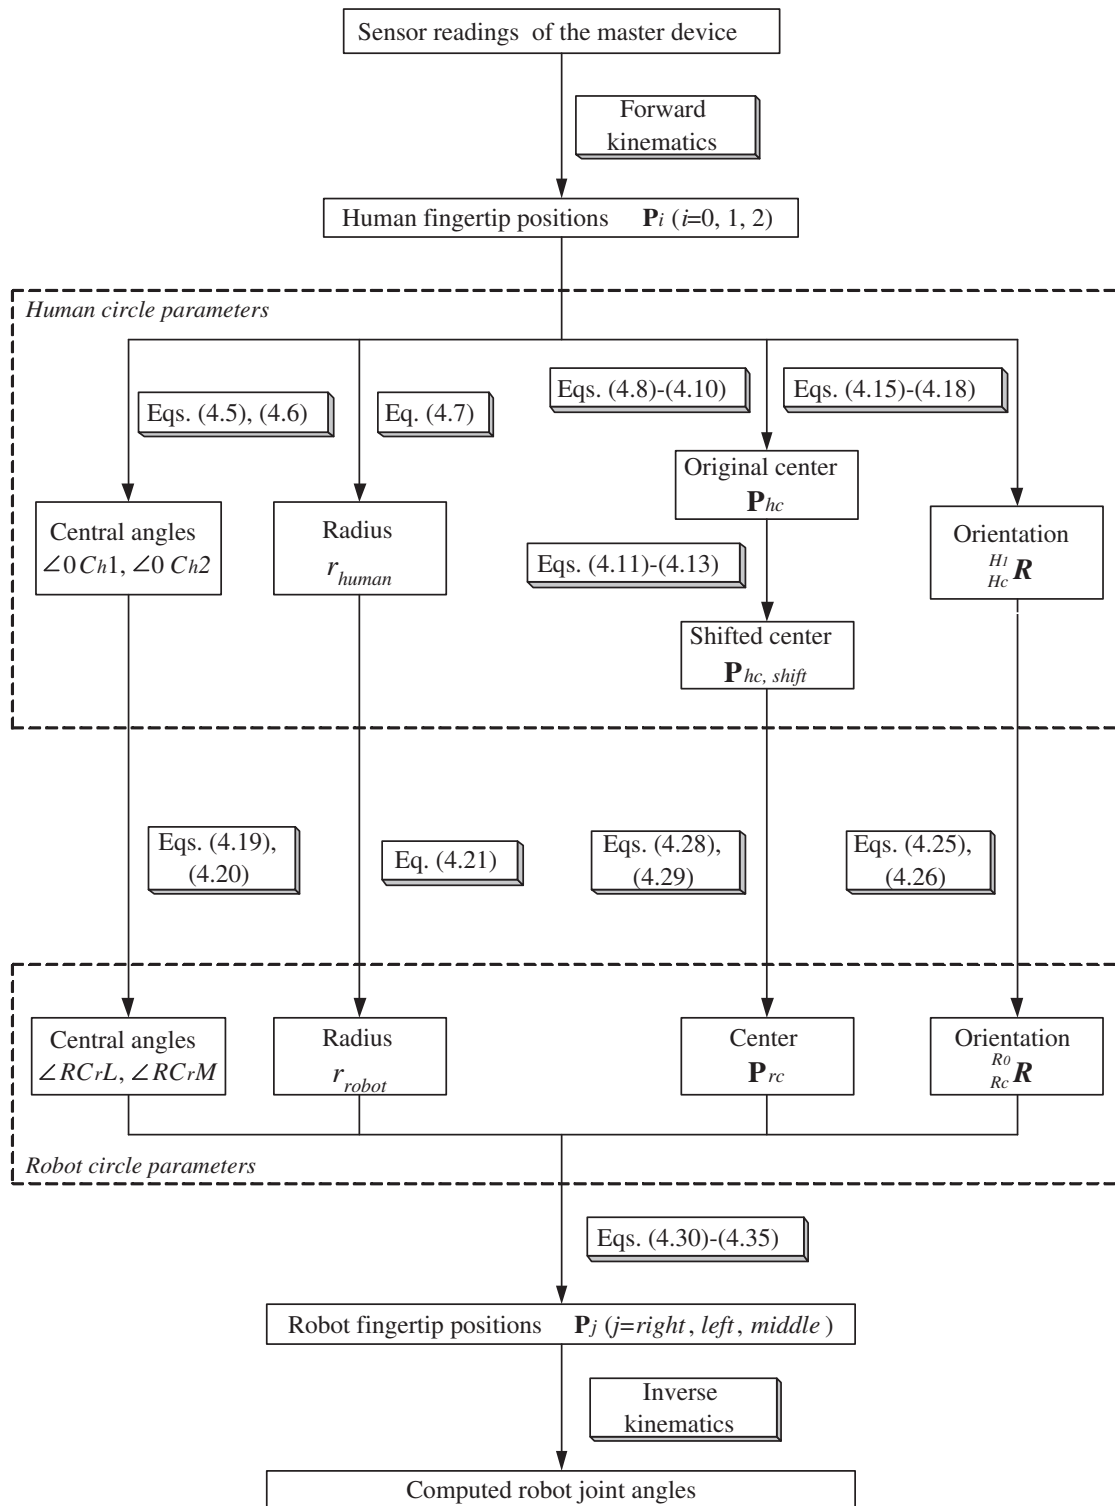 Sensor readings of the master device
Forward
kinematics
Human fingertip positions Pi (i=0, 1, 2)
Human circle parameters
Eqs. (4.5), (4.6)
Eq. (4.7)
Eqs. (4.8)-(4.10)
Eqs. (4.15)-(4.18)
Original center
Phc
Central angles
∠0Ch1, ∠0Ch2
Radius
rhuman
Eqs. (4.11)-(4.13)
Orientation
H1HcR
Shifted center
Phc, shift
Eqs. (4.19),
(4.20)
Eq. (4.21)
Eqs. (4.28),
(4.29)
Eqs. (4.25),
(4.26)
Central angles
∠RCrL, ∠RCrM
Radius
rrobot
Center
Prc
Orientation
R0RcR
Robot circle parameters
Eqs. (4.30)-(4.35)
Robot fingertip positions Pj (j=right, left, middle)
Inverse
kinematics
Computed robot joint angles